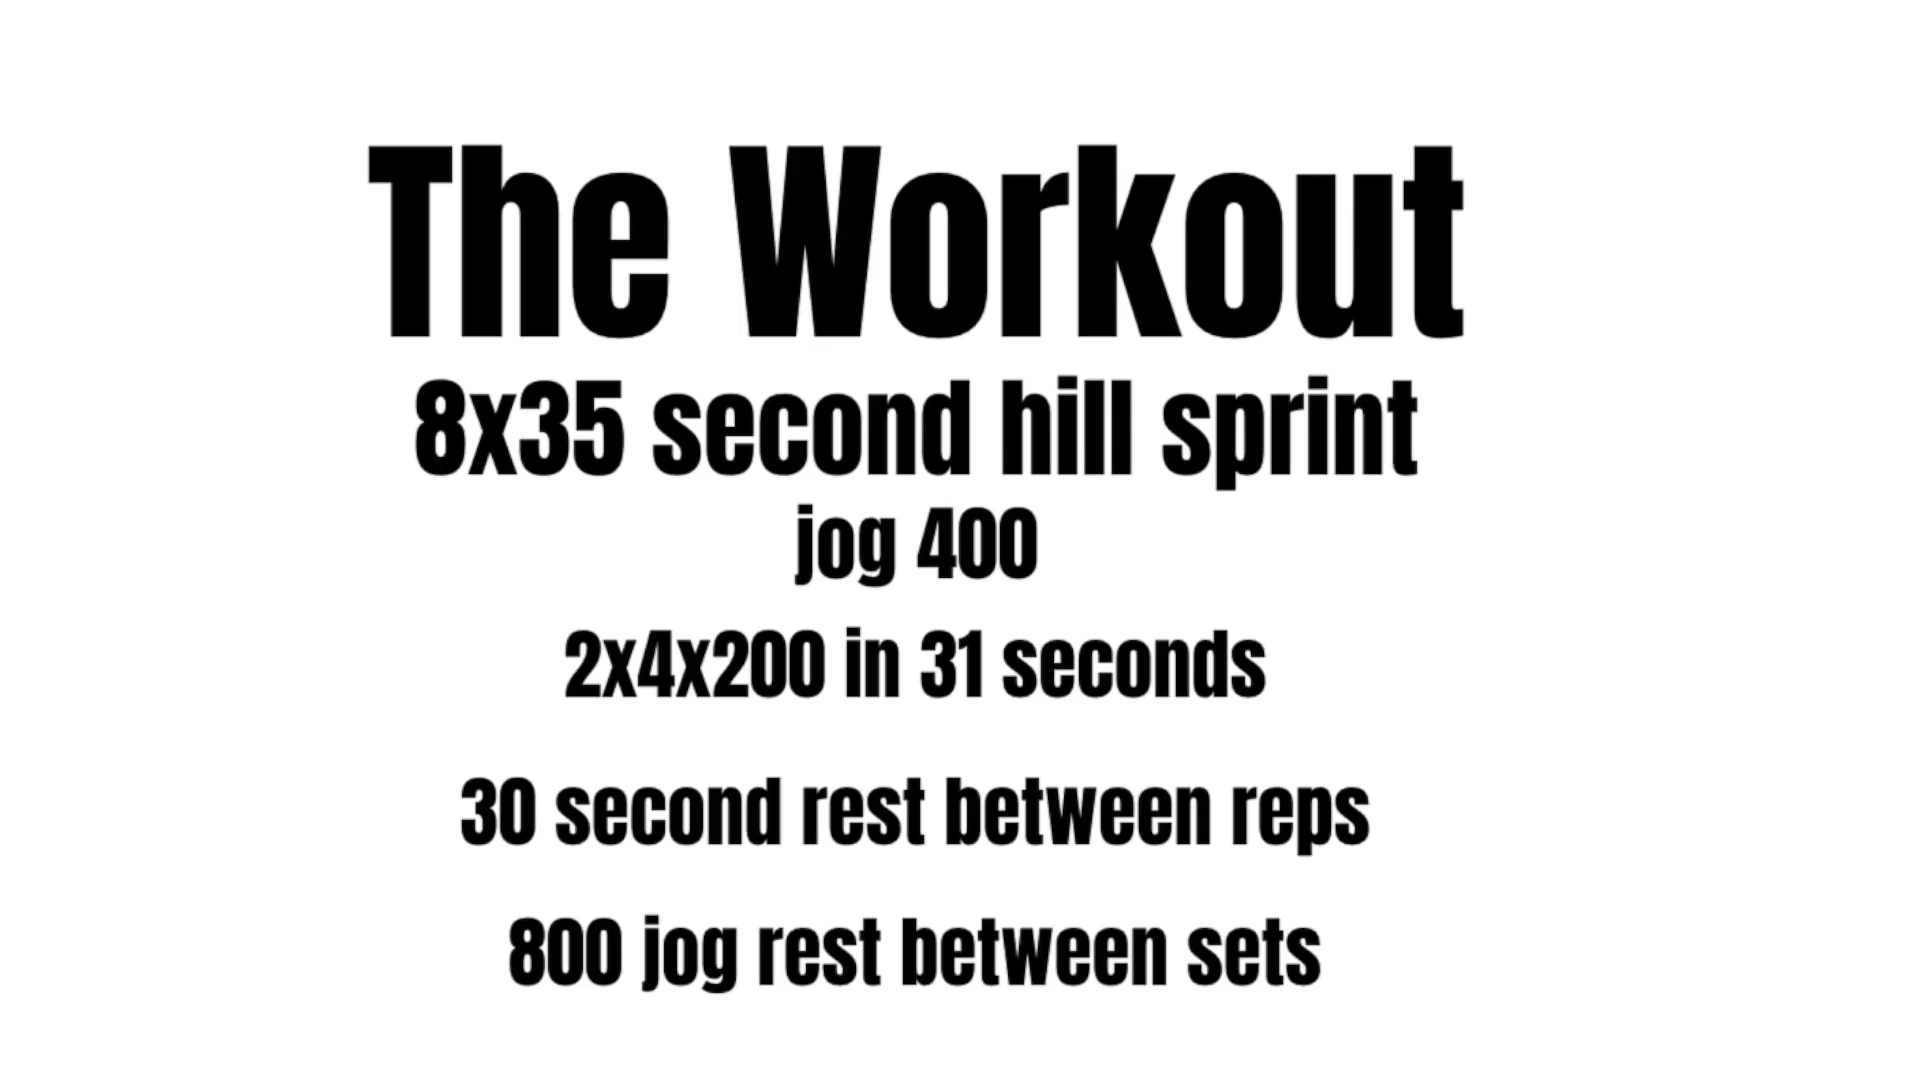 The Workout
8x35 second hill sprint
jog 400
2x4x200 in 31 seconds
30 second rest between reps
800 jog rest between sets